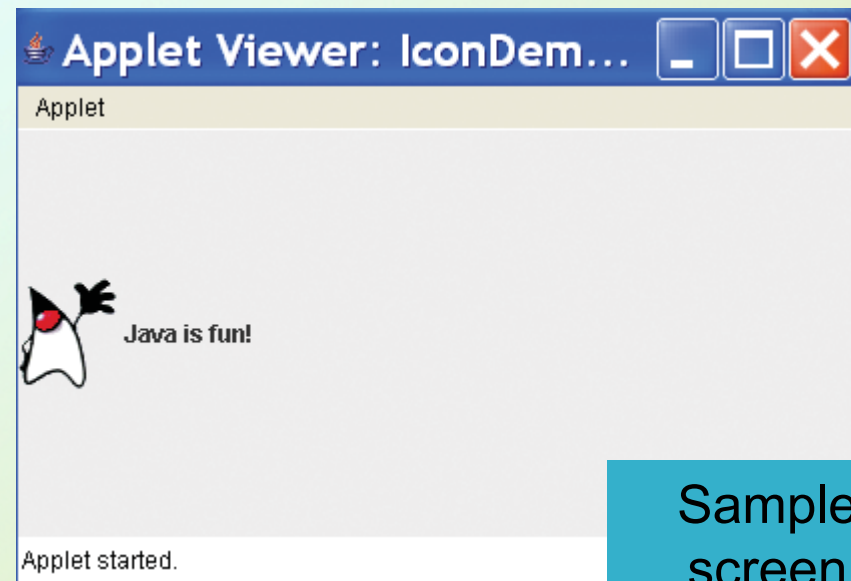 Applet Viewer: IconDem...
Applet
Java is fun!
Applet started.
Sample
screen